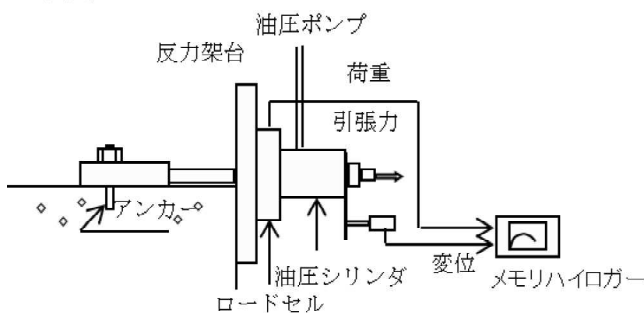 油圧ポンプ
反力架台
荷重
引張力
アンカー
変位
油圧シリンダ
メモリハイロガー
ロードセル